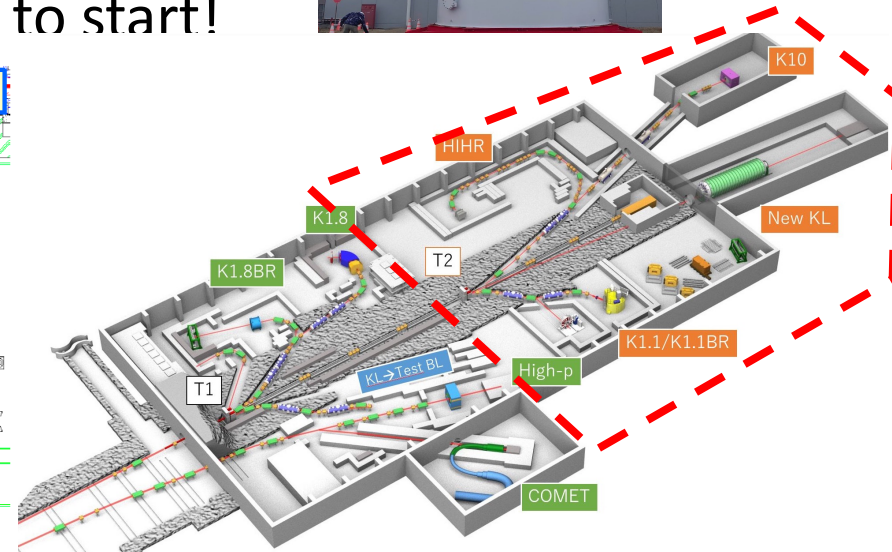 to start!
K10
HIHR
K1.8
New KL
T2
K1.8BR
K1.1/K1.1BR
KL→Test BL
High-p
T1
COMET